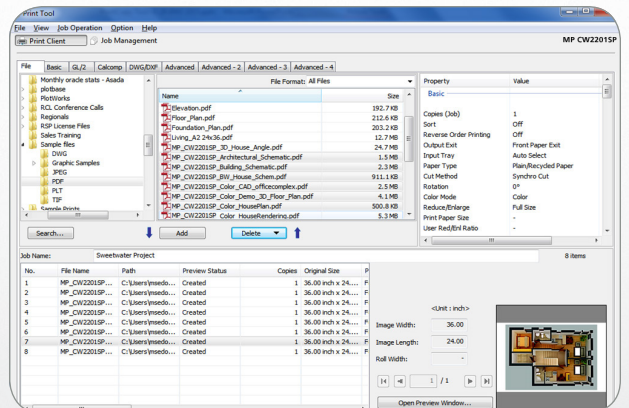 Print Tool
File View Job Operation Option Help
Print Client Job Management MP CW2201SP
File Basic GL/2 Calcomp DWG/DXF Advanced Advanced - 2 Advanced - 3 Advanced - 4
Monthly oracle stats - Asada
plotbase
PlotWorks
RCL Conference Calls
Regionals
RSP License Files
Sales Training
Sample files
DWG
Graphic Samples
JPEG
PDF
PLT
TIF
Sample Prints
File Format: All Files
Name Size
Elevation.pdf 192.7 KB
Floor_Plan.pdf 212.6 KB
Foundation_Plan.pdf 203.2 KB
Living_A2 24x36.pdf 12.7 MB
MP_CW2201SP_3D_House_Angle.pdf 24.7 MB
MP_CW2201SP_Architectural_Schematic.pdf 1.5 MB
MP_CW2201SP_Building_Schematic.pdf 2.3 MB
MP_CW2201SP_BW_House_Schem.pdf 911.1 KB
MP_CW2201SP_Color_CAD_officecomplex.pdf 2.5 MB
MP_CW2201SP_Color_Demo_3D_Floor_Plan.pdf 4.1 MB
MP_CW2201SP_Color_HousePlan.pdf 500.8 KB
MP_CW2201SP_Color_HouseRendering.pdf 5.3 MB
Property Value
Basic
Copies (Job) 1
Sort Off
Reverse Order Printing Off
Output Exit Front Paper Exit
Input Tray Auto Select
Paper Type Plain/Recycled Paper
Cut Method Synchro Cut
Rotation 0°
Color Mode Color
Reduce/Enlarge Full Size
Print Paper Size -
User Red/Enl Ratio -
Search... Add Delete
Job Name: Sweetwater Project 8 items
No. File Name Path Preview Status Copies Original Size P
1 MP_CW2201SP... C:\Users\msedo... Created 1 36.00 inch x 24.... F
2 MP_CW2201SP... C:\Users\msedo... Created 1 36.00 inch x 24.... F
3 MP_CW2201SP... C:\Users\msedo... Created 1 36.00 inch x 24.... F
4 MP_CW2201SP... C:\Users\msedo... Created 1 36.00 inch x 24.... F
5 MP_CW2201SP... C:\Users\msedo... Created 1 36.00 inch x 24.... F
6 MP_CW2201SP... C:\Users\msedo... Created 1 36.00 inch x 24.... F
7 MP_CW2201SP... C:\Users\msedo... Created 1 36.00 inch x 24.... F
8 MP_CW2201SP... C:\Users\msedo... Created 1 36.00 inch x 24.... F
<Unit : inch>
Image Width: 36.00
Image Length: 24.00
Roll Width: -
1 / 1
Open Preview Window...